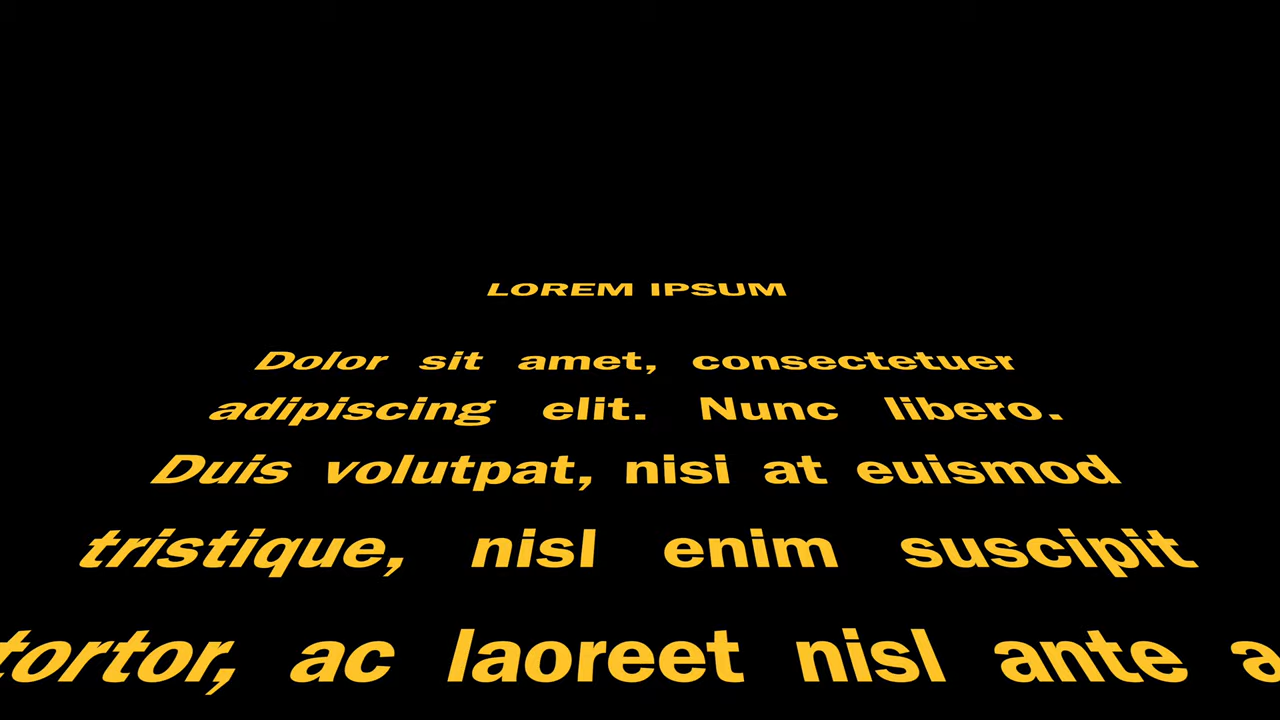 LOREM IPSUM
Dolor sit amet, consectetuer
adipiscing elit. Nunc libero.
Duis volutpat, nisi at euismod
tristique, nisl enim suscipit
tortor, ac laoreet nisl ante